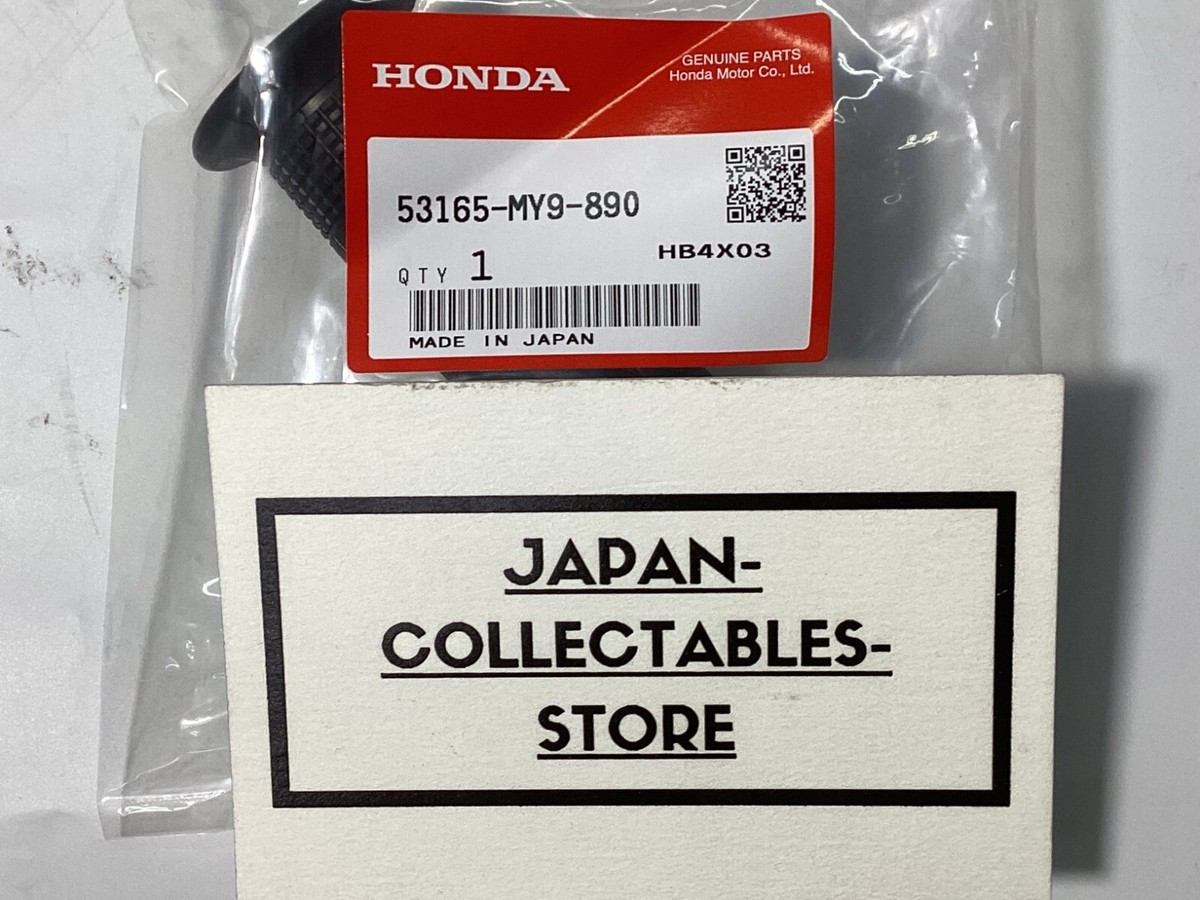 HONDA
GENUINE PARTS
Honda Motor Co., Ltd.
53165-MY9-890
HB4X03
QTY 1
MADE IN JAPAN
JAPAN-
COLLECTABLES-
STORE